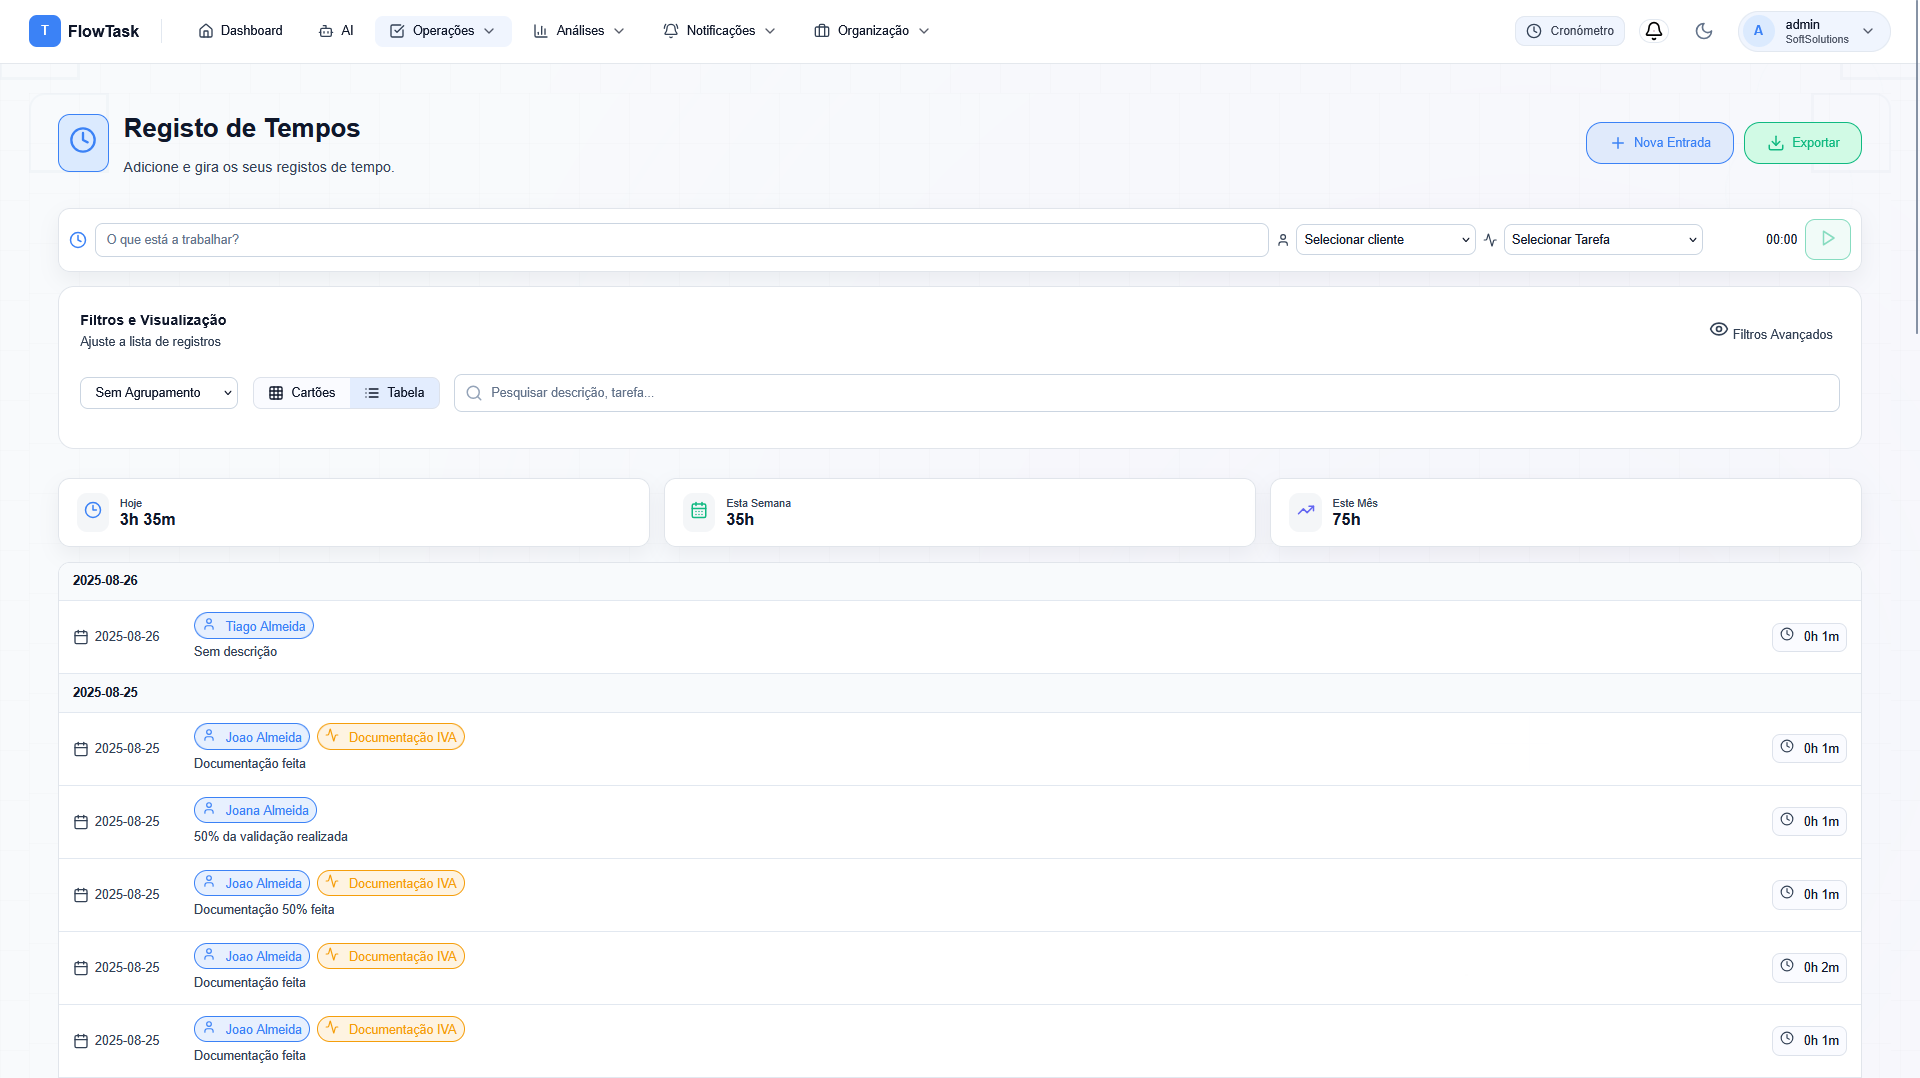 T FlowTask
Dashboard AI Operações Análises Notificações Organização
Cronómetro
A admin
SoftSolutions
Registo de Tempos
Adicione e gira os seus registos de tempo.
Nova Entrada Exportar
O que está a trabalhar? Selecionar cliente Selecionar Tarefa 00:00
Filtros e Visualização
Ajuste a lista de registros
Filtros Avançados
Sem Agrupamento Cartões Tabela Pesquisar descrição, tarefa...
Hoje
3h 35m
Esta Semana
35h
Este Mês
75h
2025-08-26
2025-08-26 Tiago Almeida
Sem descrição
0h 1m
2025-08-25
2025-08-25 Joao Almeida Documentação IVA
Documentação feita
0h 1m
2025-08-25 Joana Almeida
50% da validação realizada
0h 1m
2025-08-25 Joao Almeida Documentação IVA
Documentação 50% feita
0h 1m
2025-08-25 Joao Almeida Documentação IVA
Documentação feita
0h 2m
2025-08-25 Joao Almeida Documentação IVA
Documentação feita
0h 1m